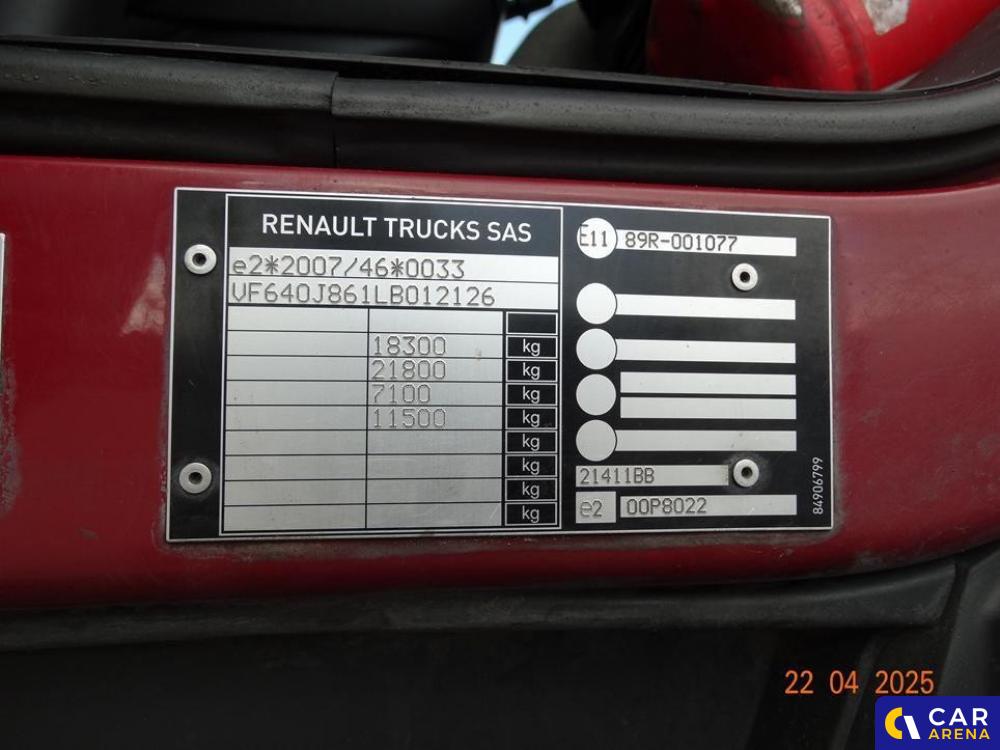 RENAULT TRUCKS SAS
e2*2007/46*0033
VF640J861LB012126
18300 kg
21800 kg
7100 kg
11500 kg
kg
kg
kg
kg
E11 89R-001077
21411BB
e2 00P8022
84906799
22 04 2025
CAR
ARENA